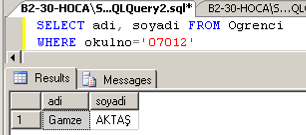 B2-30-HOCA\S...QLQuery2.sql* B2-30-HOCA\S...QL
SELECT adi, soyadi FROM Ogrenci
WHERE okulno='07012'
Results Messages
adi soyadi
1 Gamze AKTAŞ